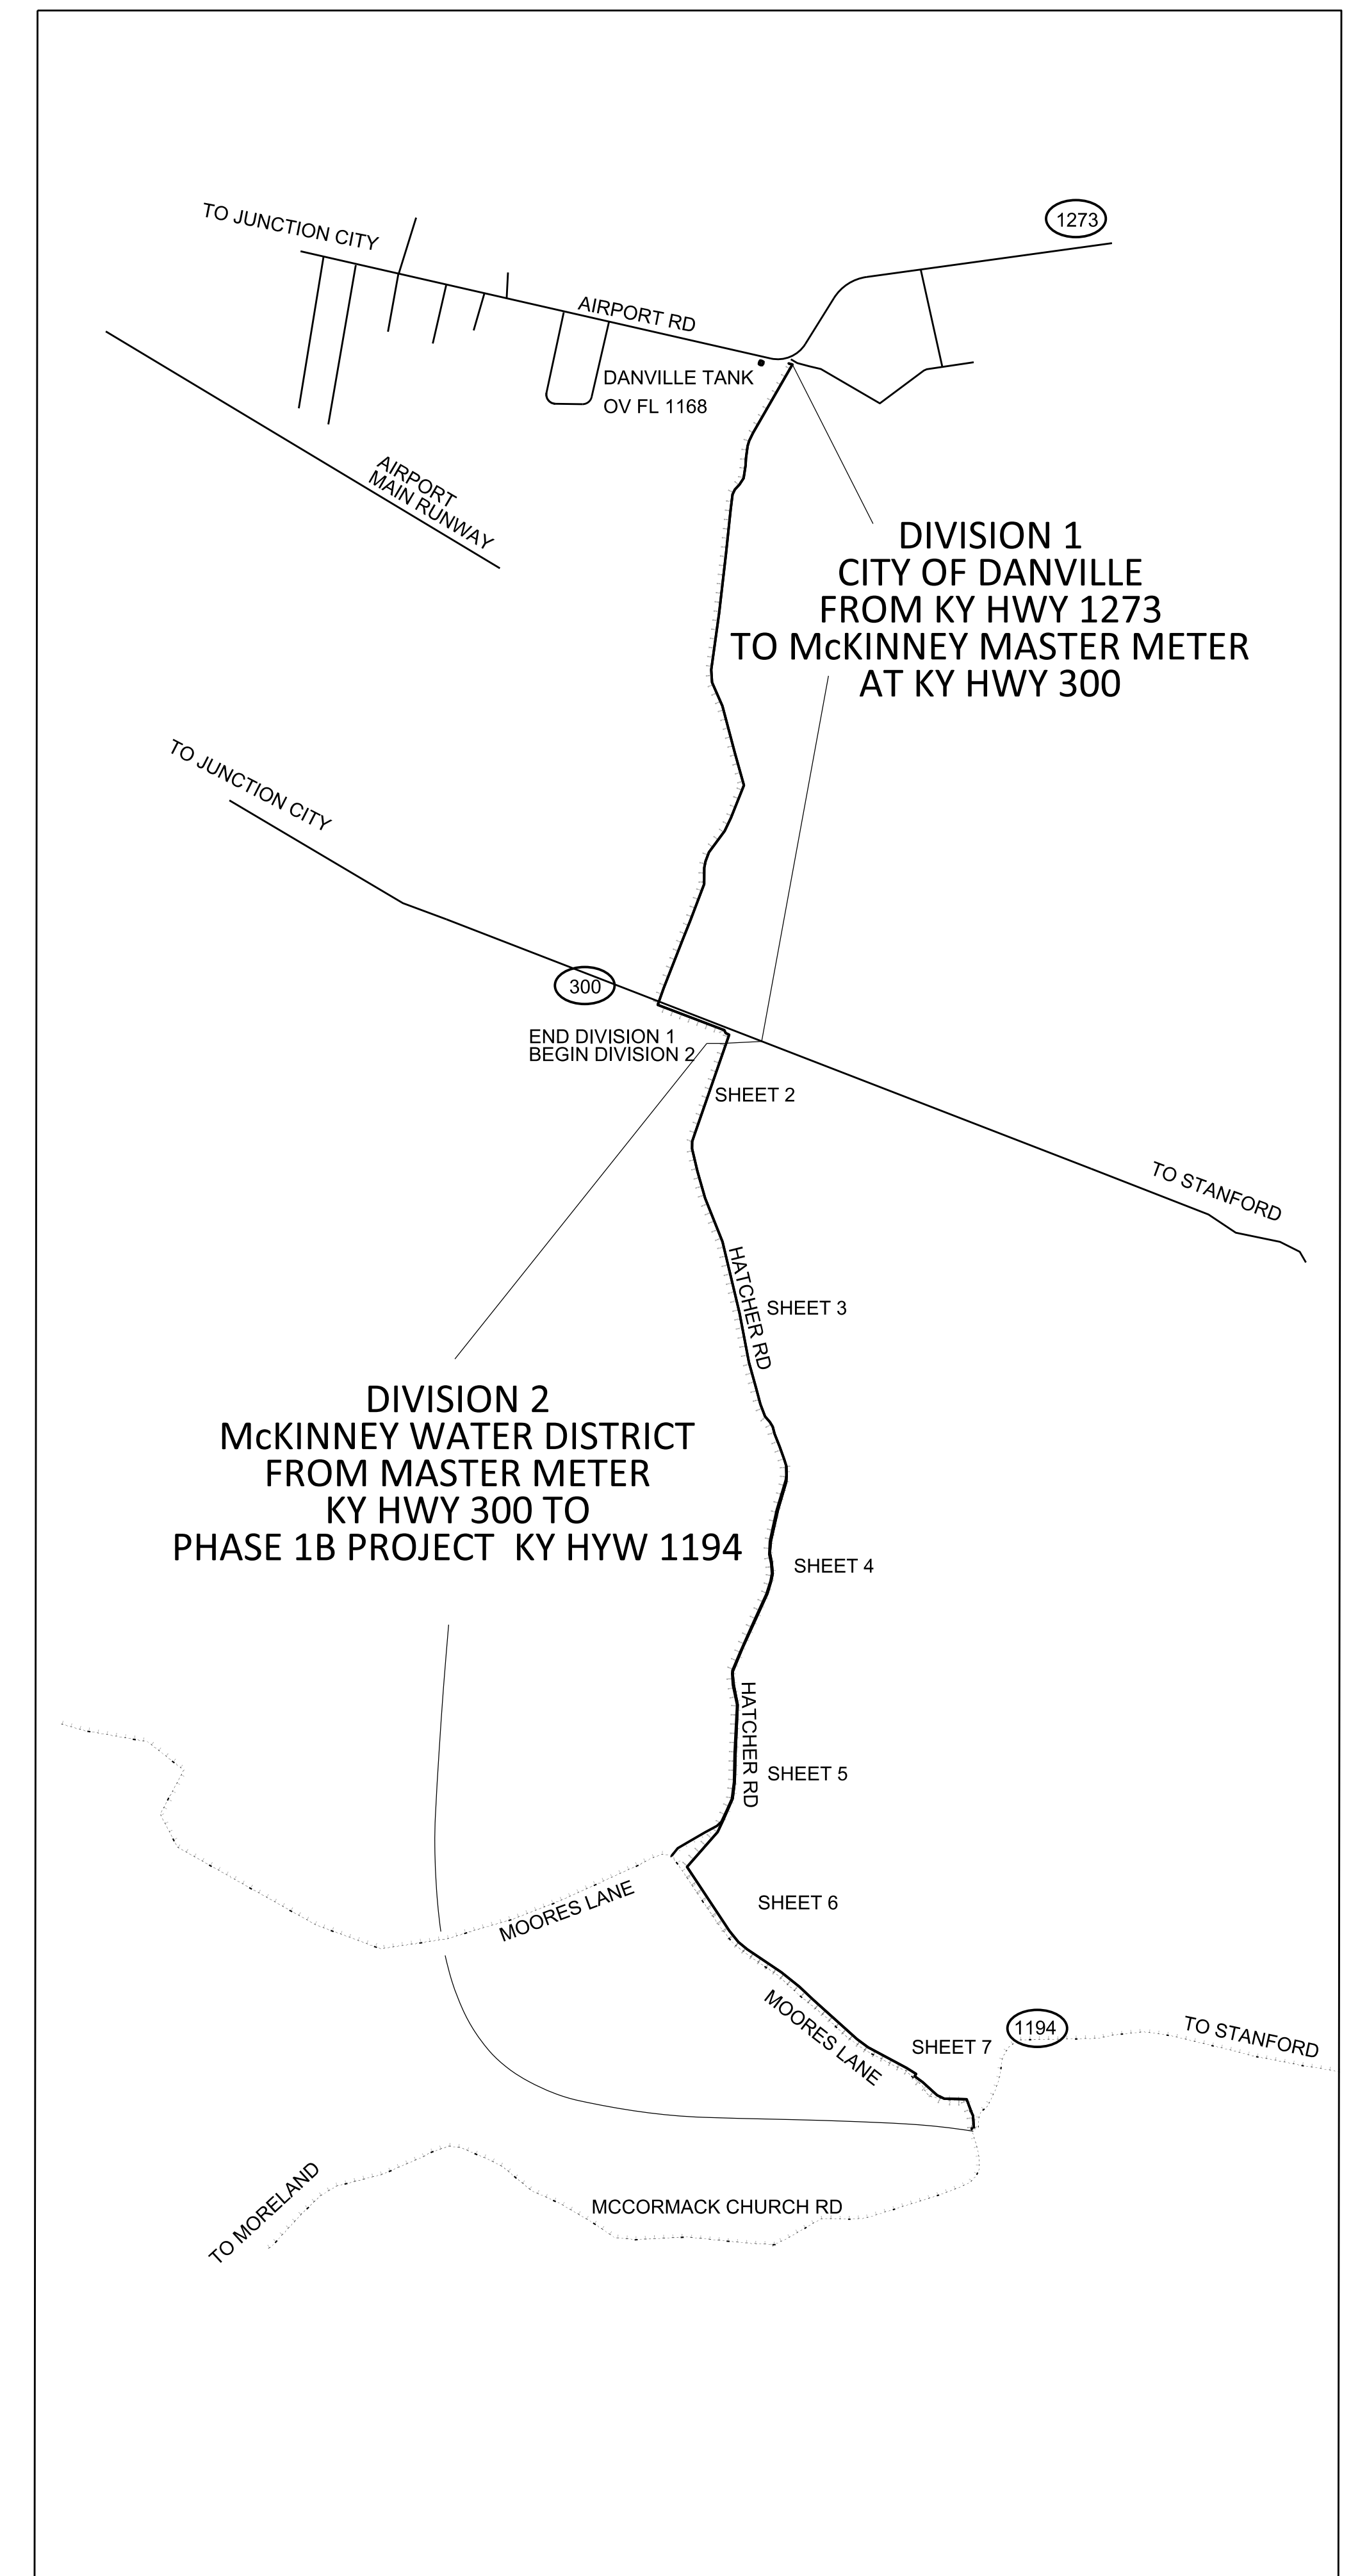 TO JUNCTION CITY
1273
AIRPORT RD
DANVILLE TANK
OV FL 1168
AIRPORT
MAIN RUNWAY
DIVISION 1
CITY OF DANVILLE
FROM KY HWY 1273
TO McKINNEY MASTER METER
AT KY HWY 300
TO JUNCTION CITY
300
END DIVISION 1
BEGIN DIVISION 2
SHEET 2
TO STANFORD
HATCHER RD
SHEET 3
DIVISION 2
McKINNEY WATER DISTRICT
FROM MASTER METER
KY HWY 300 TO
PHASE 1B PROJECT  KY HYW 1194
SHEET 4
HATCHER RD
SHEET 5
SHEET 6
MOORES LANE
MOORES LANE
SHEET 7
1194
TO STANFORD
TO MORELAND
MCCORMACK CHURCH RD